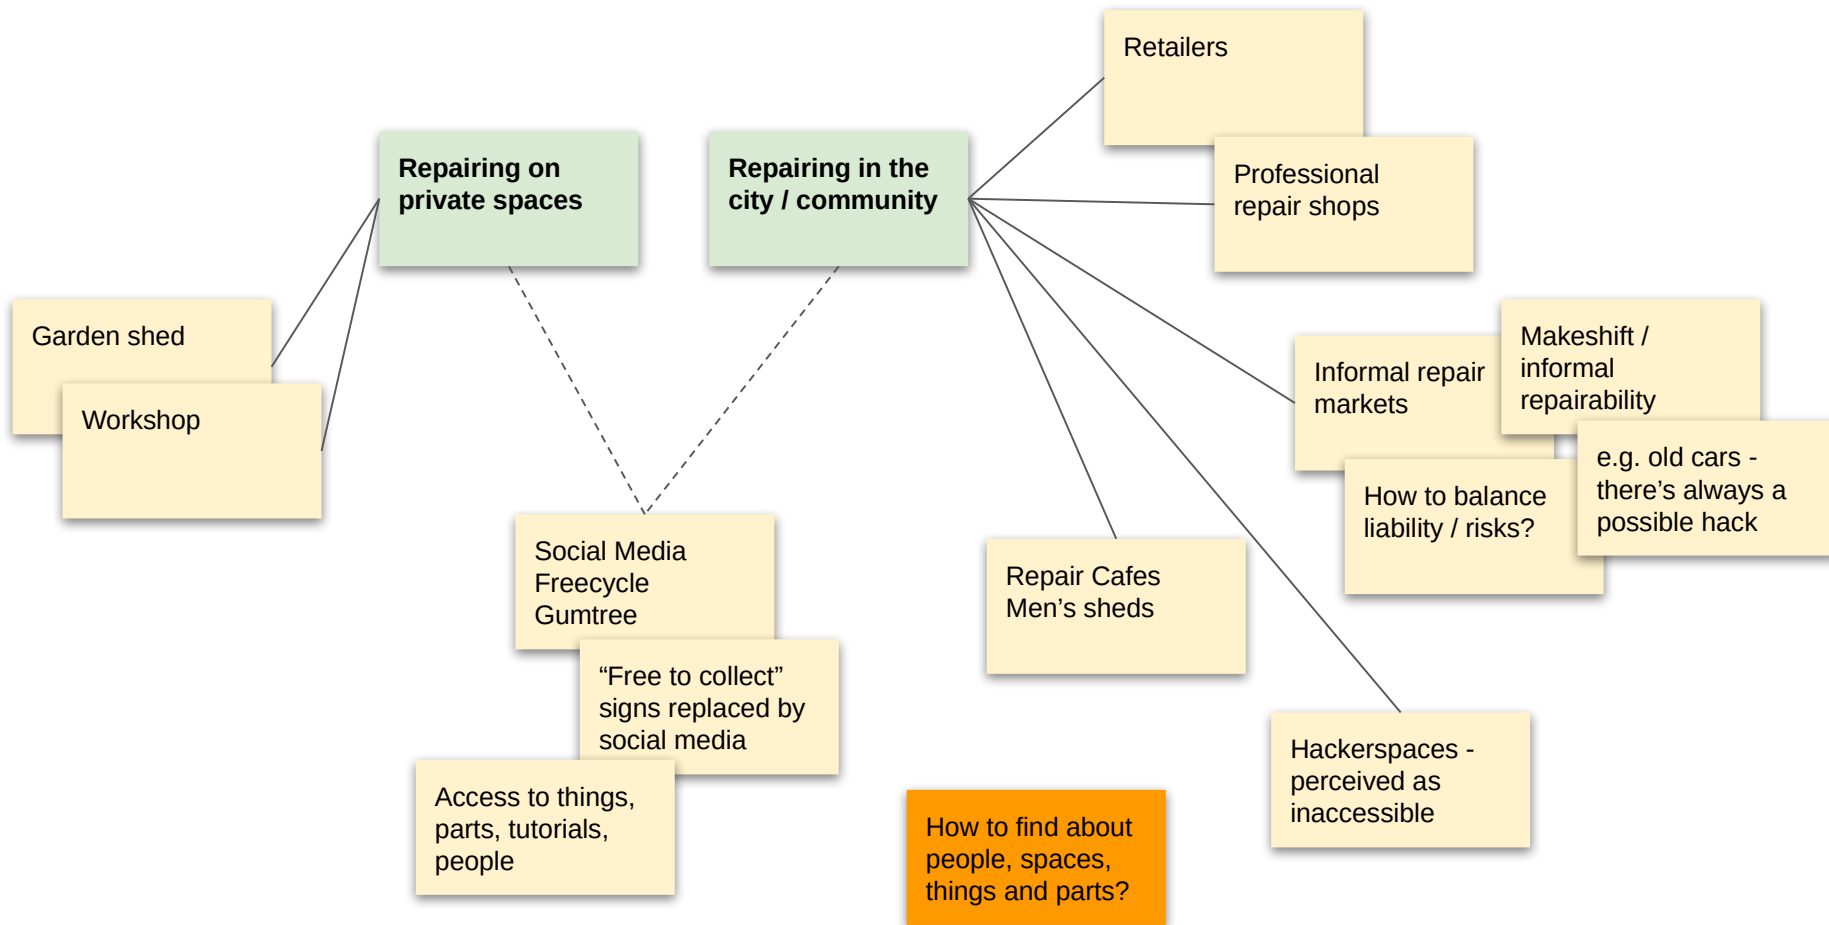 Retailers
Professional
repair shops
Repairing on
private spaces
Repairing in the
city / community
Garden shed
Workshop
Informal repair
markets
Makeshift /
informal
repairability
e.g. old cars -
there’s always a
possible hack
How to balance
liability / risks?
Social Media
Freecycle
Gumtree
“Free to collect”
signs replaced by
social media
Access to things,
parts, tutorials,
people
Repair Cafes
Men’s sheds
Hackerspaces -
perceived as
inaccessible
How to find about
people, spaces,
things and parts?